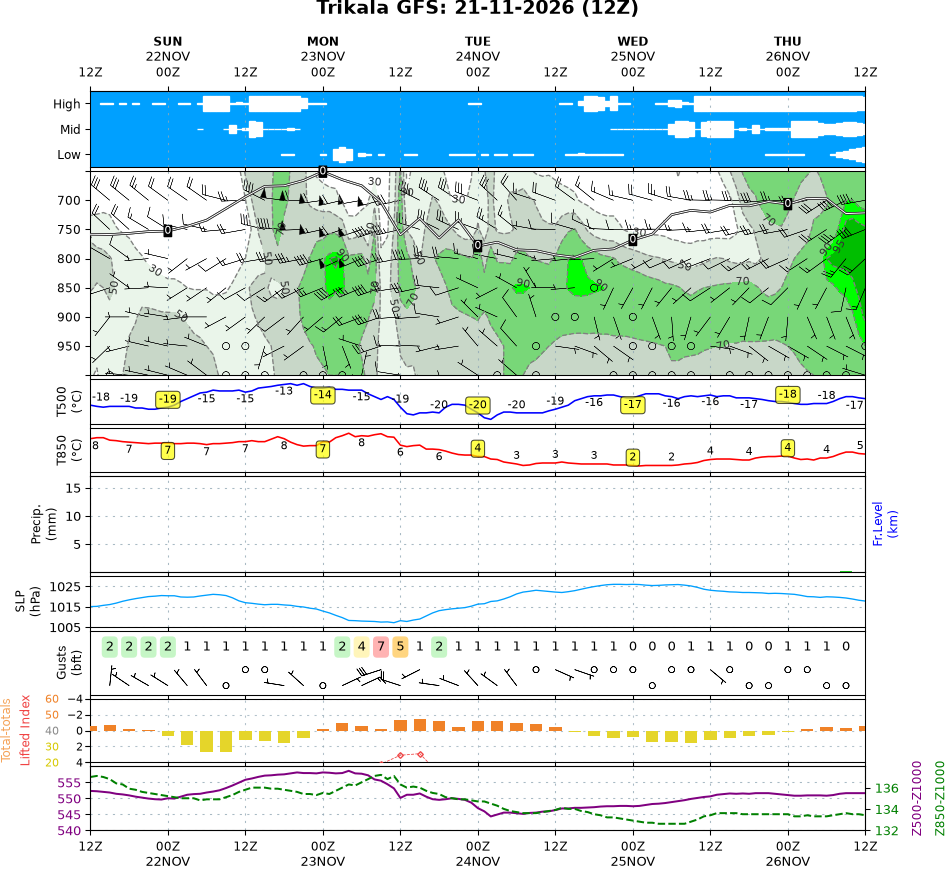 Trikala GFS: 21-11-2026 (12Z)
SUN MON TUE WED THU
22NOV 23NOV 24NOV 25NOV 26NOV
12Z 00Z 12Z 00Z 12Z 00Z 12Z 00Z 12Z 00Z 12Z
High
Mid
Low
700
750
800
850
900
950
T500
(°C)
-18 -19 -19 -15 -15 -13 -14 -15 -19 -20 -20 -20 -19 -16 -17 -16 -16 -17 -18 -18 -17
T850
(°C)
8 7 7 7 7 8 7 8 6 6 4 3 3 3 2 2 4 4 4 4 5
Precip.
(mm)
15
10
5
Fr.Level
(km)
SLP
(hPa)
1025
1015
1005
Gusts
(bft)
2 2 2 2 1 1 1 1 1 1 1 1 2 4 7 5 1 2 1 1 1 1 1 1 1 1 1 0 0 0 1 1 1 0 0 1 1 1 0
Total-totals
Lifted Index
60 −4
50 −2
40 0
30 2
20 4
555
550
545
540
136
134
132
Z500-Z1000
Z850-Z1000
12Z 00Z 12Z 00Z 12Z 00Z 12Z 00Z 12Z 00Z 12Z
22NOV 23NOV 24NOV 25NOV 26NOV